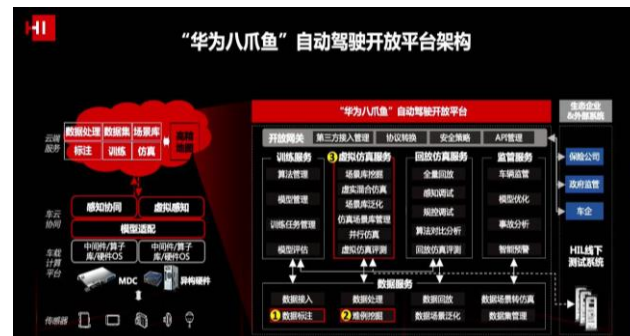 HI
“华为八爪鱼”自动驾驶开放平台架构
云端服务
数据处理 数据集 场景库
标注 训练 仿真
车云协同
感知协同 虚拟感知
模型适配
车载计算平台
中间件/算子库/硬件OS 中间件/算子库/硬件OS
MDC 异构硬件
传感器
“华为八爪鱼”自动驾驶开放平台
生态企业&外部系统
开放网关 第三方接入管理 协议转换 安全策略 API管理
训练服务
算法管理
模型管理
训练任务管理
模型评估
3 虚拟仿真服务
场景库挖掘
虚实混合仿真
场景库泛化
仿真场景库管理
并行仿真
虚拟仿真评测
回放仿真服务
全量回放
感知调试
规控调试
算法对比分析
回放仿真评测
监管服务
车辆监管
模型优化
事故分析
智能预警
保险公司
政府监管
车企
HIL线下测试系统
数据服务
数据接入 数据处理 数据回放 数据场景转仿真
1 数据标注 2 难例挖掘 数据场景泛化 数据集管理